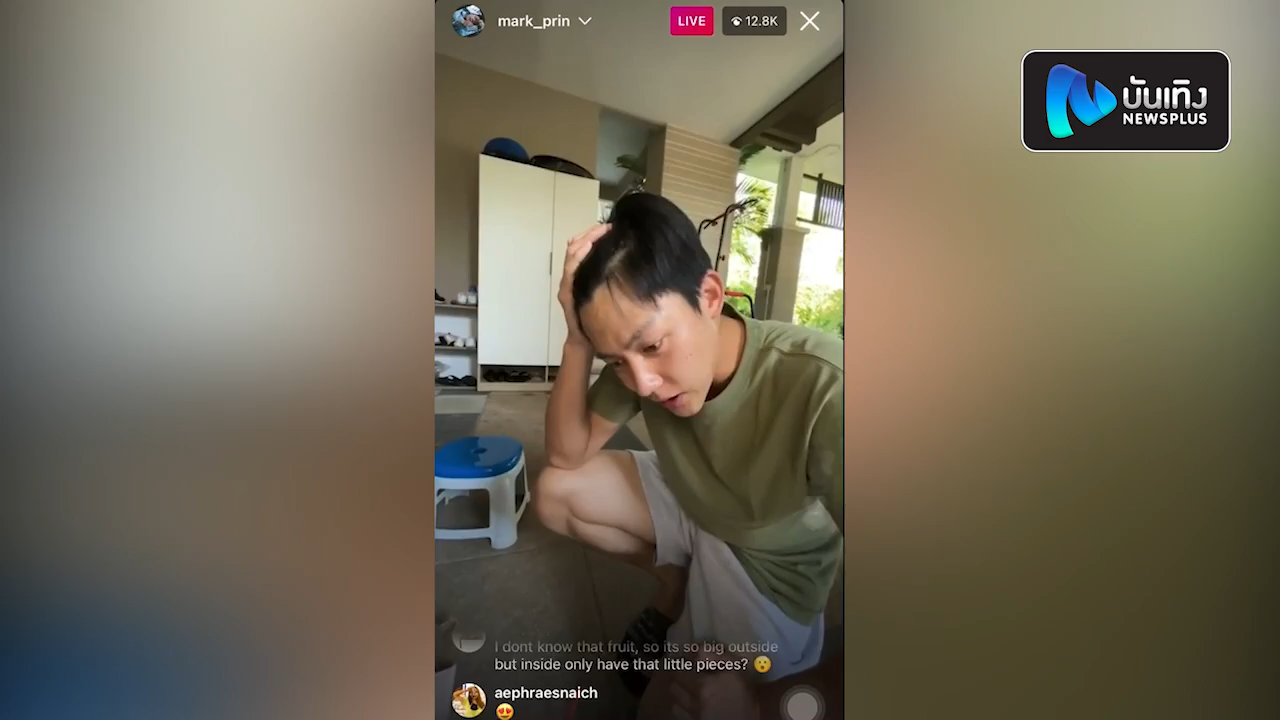 mark_prin
LIVE
12.8K
บันเทิง
NEWSPLUS
I dont know that fruit, so its so big outside
but inside only have that little pieces? 😯
aephraesnaich
😍